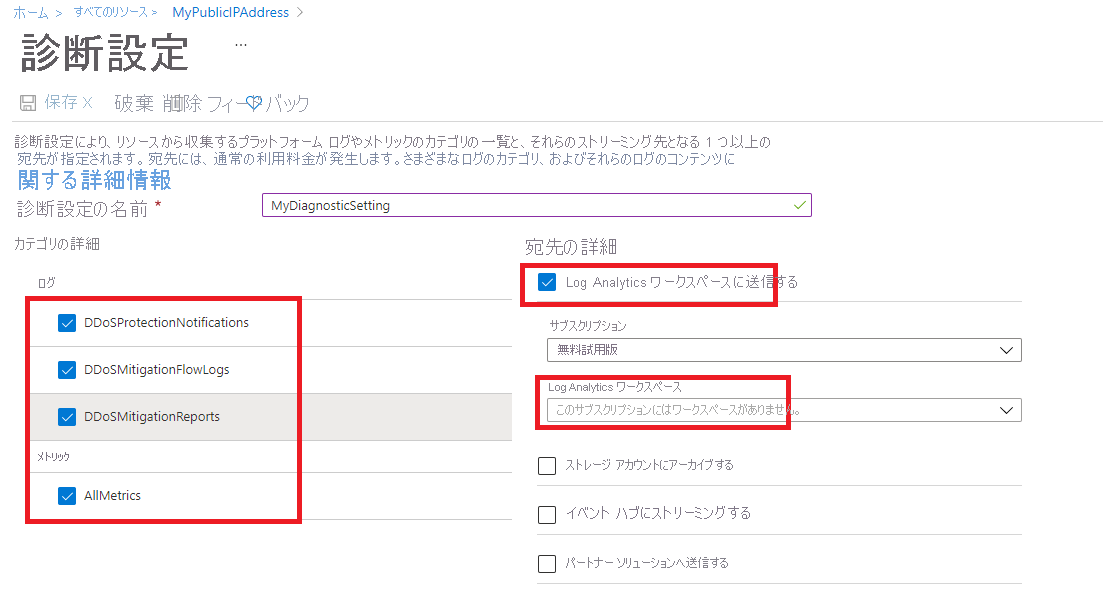 ホーム > すべてのリソース > MyPublicIPAddress >
診断設定 ...
保存 X 破棄 削除 フィードバック
診断設定により、リソースから収集するプラットフォーム ログやメトリックのカテゴリの一覧と、それらのストリーミング先となる 1 つ以上の
宛先が指定されます。宛先には、通常の利用料金が発生します。さまざまなログのカテゴリ、およびそれらのログのコンテンツに
関する詳細情報
診断設定の名前 * MyDiagnosticSetting
カテゴリの詳細
ログ
DDoSProtectionNotifications
DDoSMitigationFlowLogs
DDoSMitigationReports
メトリック
AllMetrics
宛先の詳細
Log Analytics ワークスペースに送信する
サブスクリプション
無料試用版
Log Analytics ワークスペース
このサブスクリプションにはワークスペースがありません。
ストレージ アカウントにアーカイブする
イベント ハブにストリーミングする
パートナー ソリューションへ送信する